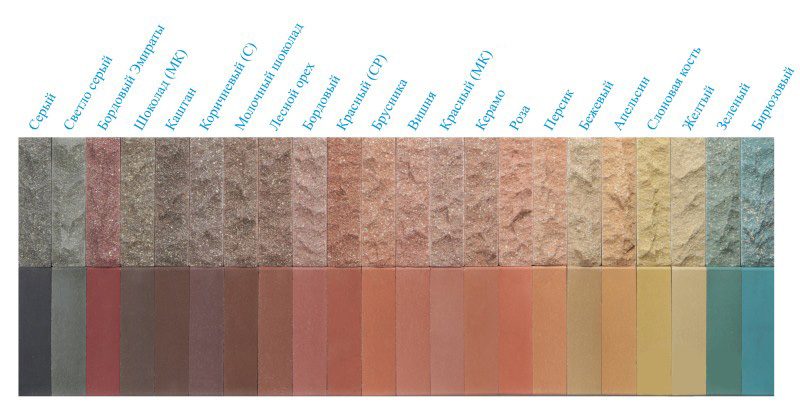 Серый
Светло серый
Бордовый Эмираты
Шоколад (МК)
Каштан
Коричневый (С)
Молочный шоколад
Лесной орех
Бордовый
Красный (СР)
Брусника
Вишня
Красный (МК)
Керамо
Роза
Персик
Бежевый
Апельсин
Слоновая кость
Желтый
Зеленый
Бирюзовый